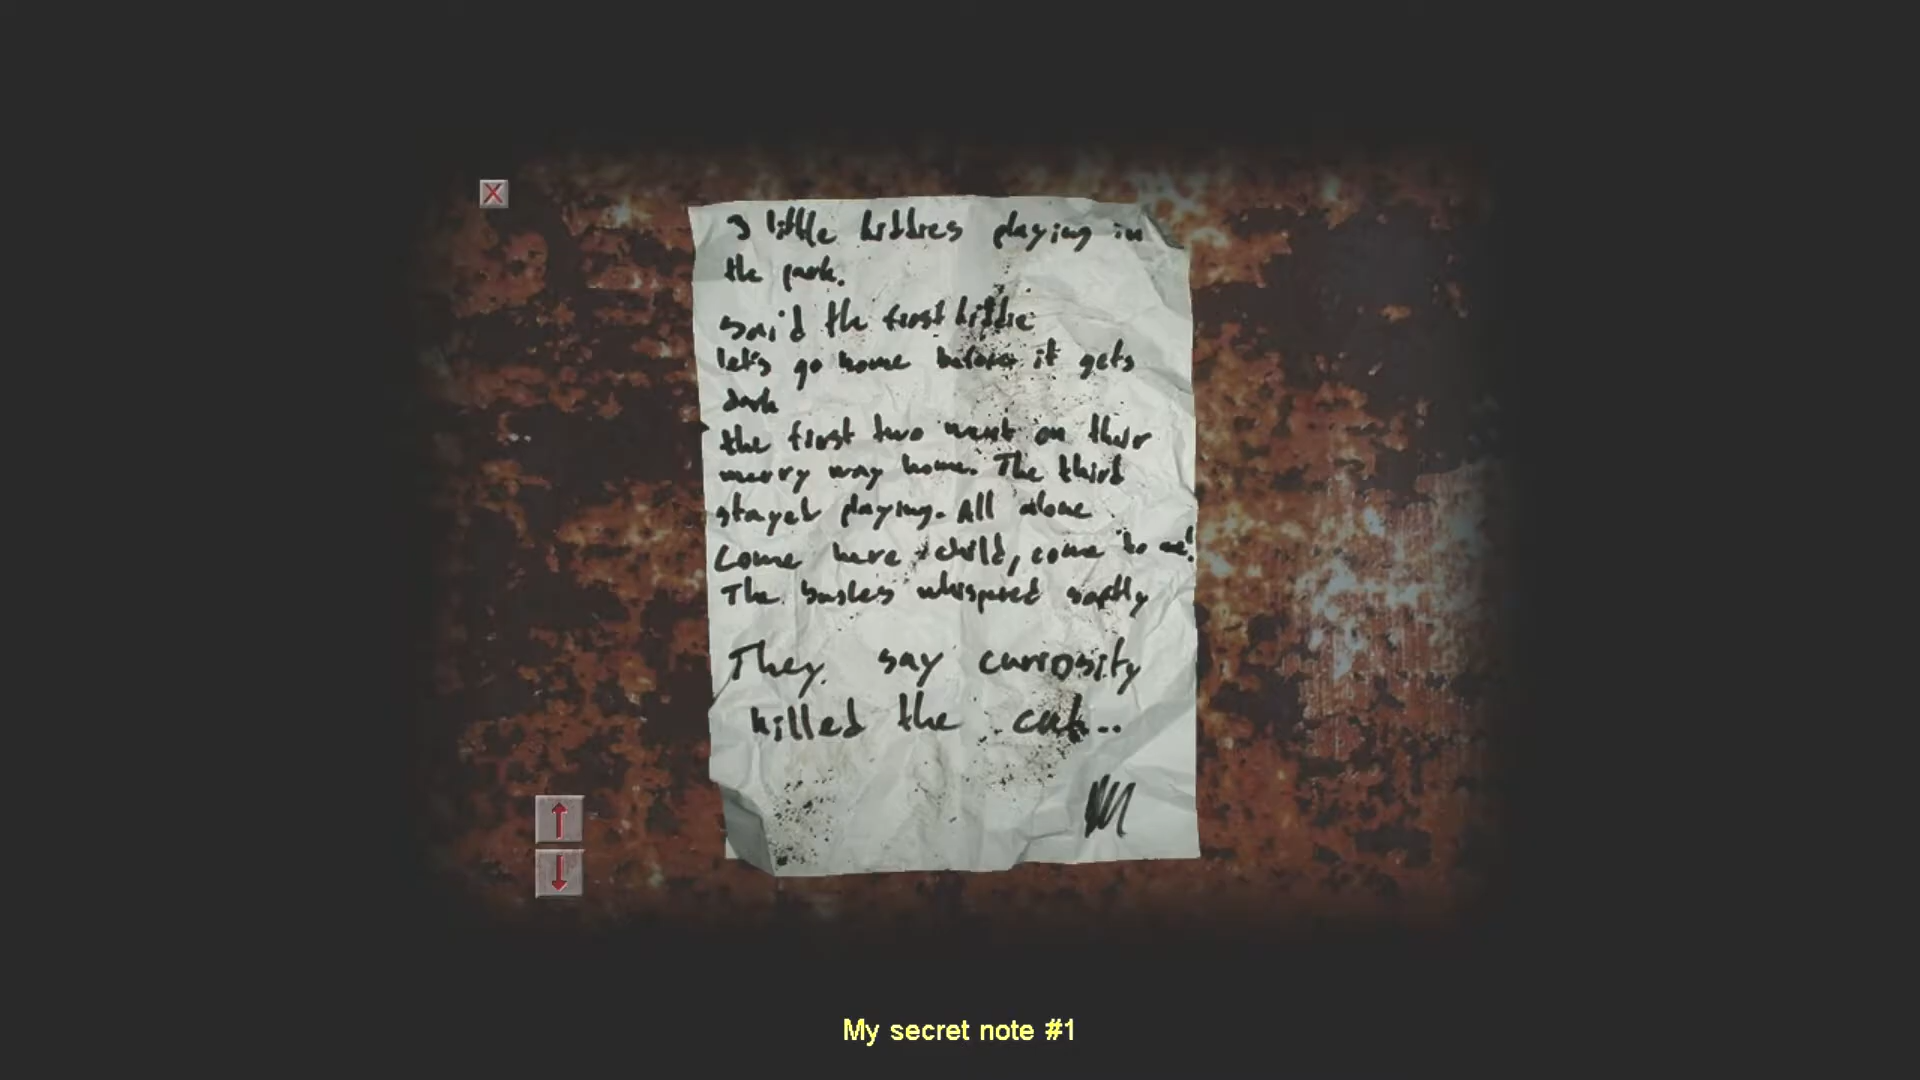 3 little kiddies playing in
the park.
said the first kiddie
let's go home before it gets
dark
the first two went on their
merry way home. The third
stayed playing. All alone
Come here child, come to me!
The bushes whispered softly
They say curiosity
killed the cat..
My secret note #1